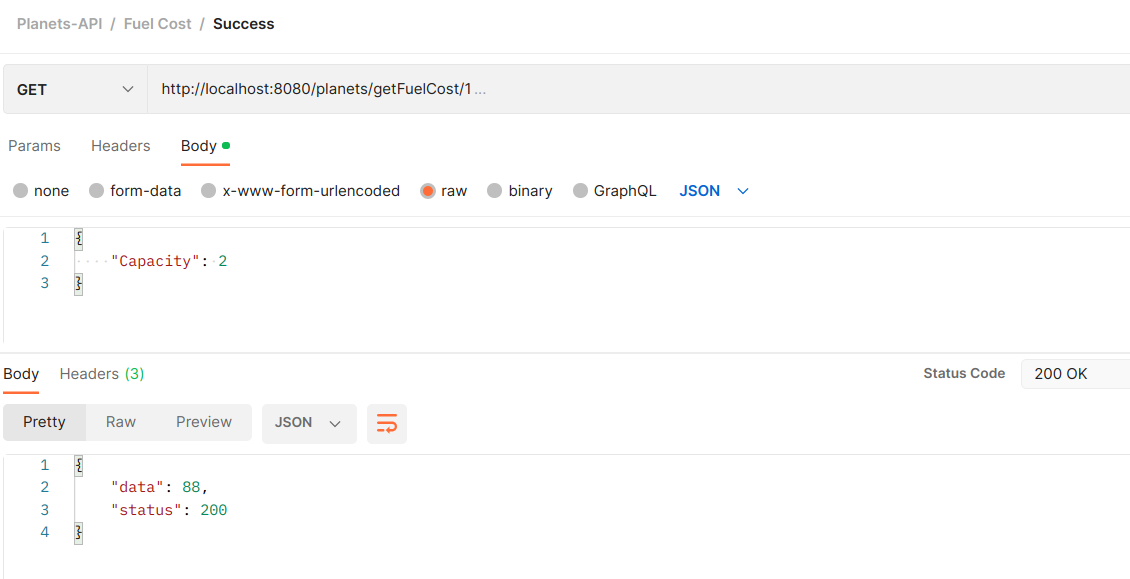 Planets-API / Fuel Cost / Success
GET http://localhost:8080/planets/getFuelCost/1 ...
Params Headers Body
none form-data x-www-form-urlencoded raw binary GraphQL JSON
1 {
2 ····"Capacity":·2
3 }
Body Headers (3) Status Code 200 OK
Pretty Raw Preview JSON
1 {
2 "data": 88,
3 "status": 200
4 }